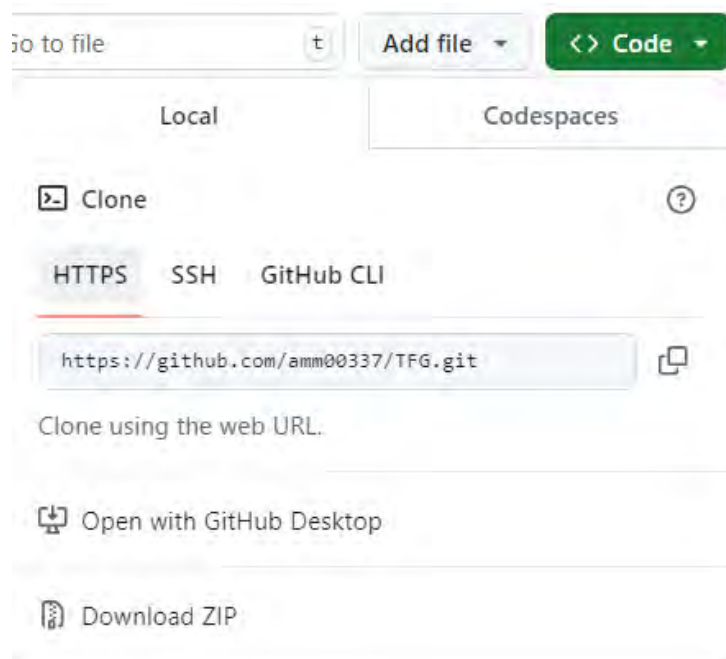 Go to file t Add file <> Code
Local Codespaces
Clone
HTTPS SSH GitHub CLI
https://github.com/amm00337/TFG.git
Clone using the web URL.
Open with GitHub Desktop
Download ZIP